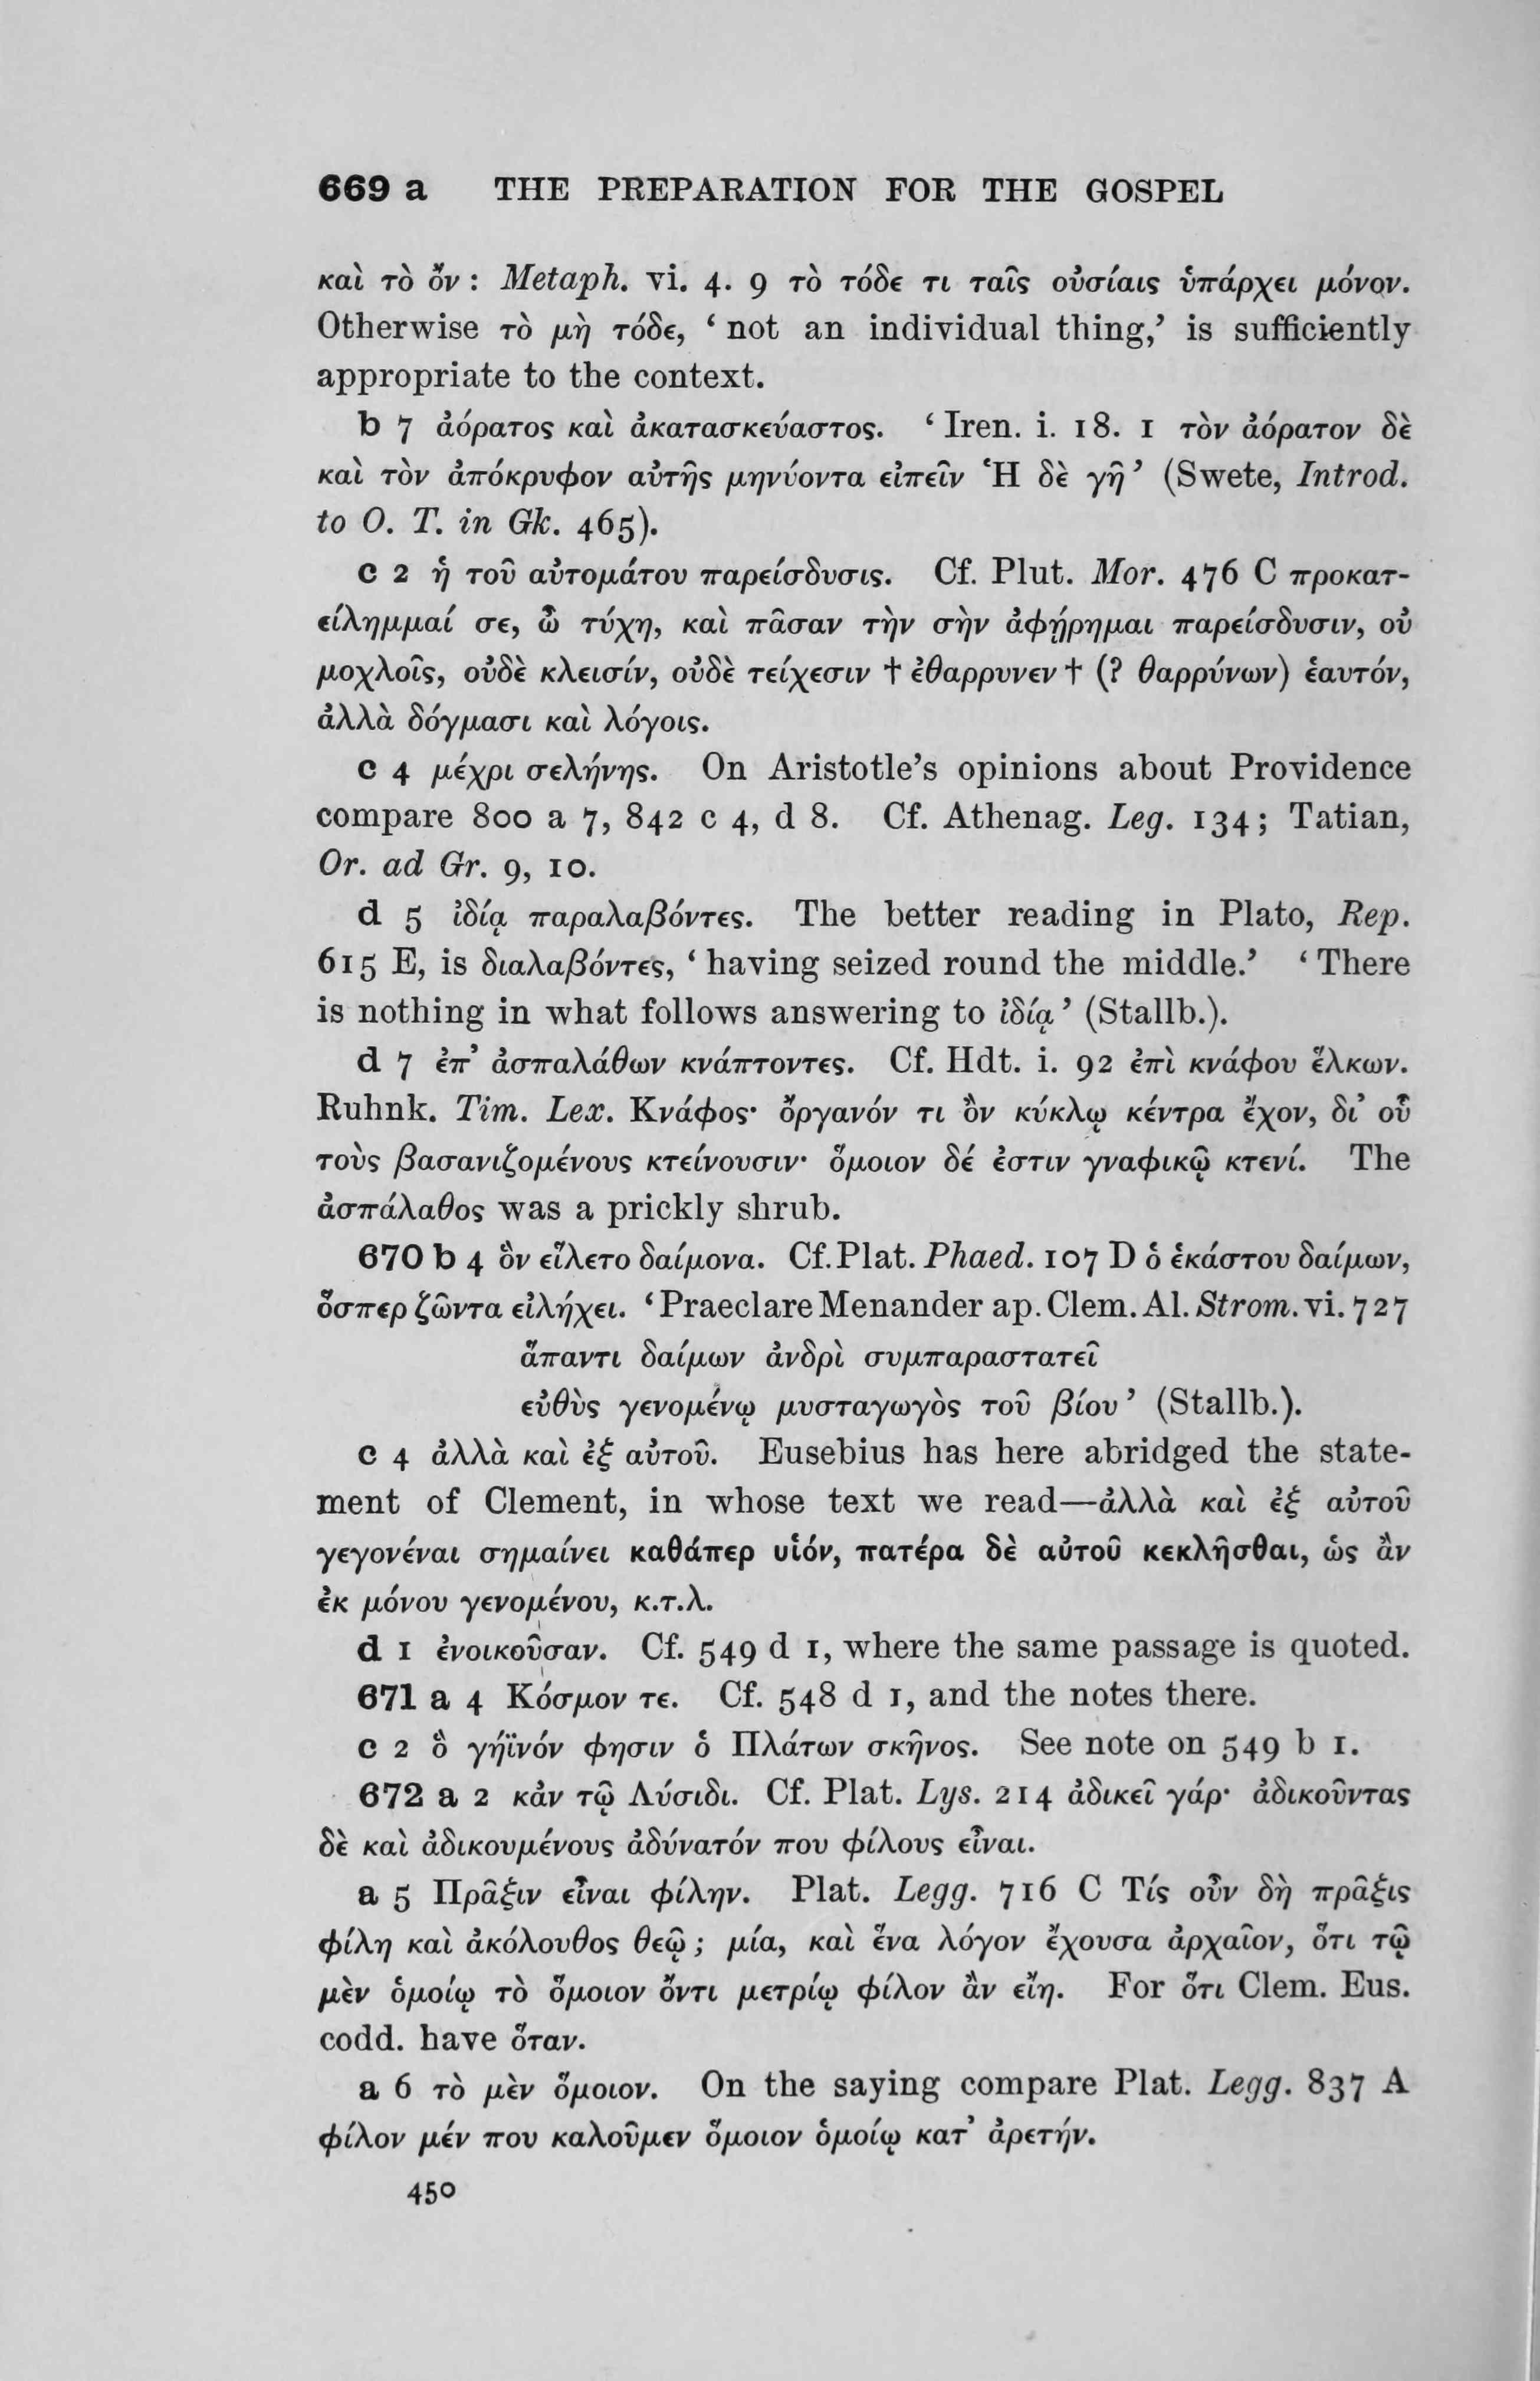 669 a THE PREPARATION FOR THE GOSPEL
καὶ τὸ ὄν : Metaph. vi. 4. 9 τὸ τόδε τι ταῖς οὐσίαις ὑπάρχει μόνον.
Otherwise τὸ μὴ τόδε, ‘ not an individual thing,’ is sufficiently
appropriate to the context.
b 7 ἀόρατος καὶ ἀκατασκεύαστος. ‘ Iren. i. 18. 1 τὸν ἀόρατον δὲ
καὶ τὸν ἀπόκρυφον αὐτῆς μηνύοντα εἰπεῖν Ἡ δὲ γῆ ’ (Swete, Introd.
to O. T. in Gk. 465).
c 2 ἡ τοῦ αὐτομάτου παρείσδυσις. Cf. Plut. Mor. 476 C προκατ-
είλημμαί σε, ὦ τύχη, καὶ πᾶσαν τὴν σὴν ἀφῄρημαι παρείσδυσιν, οὐ
μοχλοῖς, οὐδὲ κλεισίν, οὐδὲ τείχεσιν † ἐθαρρυνεν † (? θαρρύνων) ἑαυτόν,
ἀλλὰ δόγμασι καὶ λόγοις.
c 4 μέχρι σελήνης. On Aristotle’s opinions about Providence
compare 800 a 7, 842 c 4, d 8. Cf. Athenag. Leg. 134 ; Tatian,
Or. ad Gr. 9, 10.
d 5 ἰδίᾳ παραλαβόντες. The better reading in Plato, Rep.
615 E, is διαλαβόντες, ‘ having seized round the middle.’ ‘ There
is nothing in what follows answering to ἰδίᾳ ’ (Stallb.).
d 7 ἐπ’ ἀσπαλάθων κνάπτοντες. Cf. Hdt. i. 92 ἐπὶ κνάφου ἕλκων.
Ruhnk. Tim. Lex. Κνάφος· ὄργανόν τι ὂν κύκλῳ κέντρα ἔχον, δι’ οὗ
τοὺς βασανιζομένους κτείνουσιν· ὅμοιον δέ ἐστιν γναφικῷ κτενί. The
ἀσπάλαθος was a prickly shrub.
670 b 4 ὃν εἵλετο δαίμονα. Cf. Plat. Phaed. 107 D ὁ ἑκάστου δαίμων,
ὅσπερ ζῶντα εἰλήχει. ‘ Praeclare Menander ap. Clem. Al. Strom. vi. 727
ἅπαντι δαίμων ἀνδρὶ συμπαραστατεῖ
εὐθὺς γενομένῳ μυσταγωγὸς τοῦ βίου ’ (Stallb.).
c 4 ἀλλὰ καὶ ἐξ αὐτοῦ. Eusebius has here abridged the state-
ment of Clement, in whose text we read—ἀλλὰ καὶ ἐξ αὐτοῦ
γεγονέναι σημαίνει καθάπερ υἱόν, πατέρα δὲ αὐτοῦ κεκλῆσθαι, ὡς ἂν
ἐκ μόνου γενομένου, κ.τ.λ.
d 1 ἐνοικοῦσαν. Cf. 549 d 1, where the same passage is quoted.
671 a 4 Κόσμον τε. Cf. 548 d 1, and the notes there.
c 2 ὃ γήϊνόν φησιν ὁ Πλάτων σκῆνος. See note on 549 b 1.
672 a 2 κἀν τῷ Λύσιδι. Cf. Plat. Lys. 214 ἀδικεῖ γάρ· ἀδικοῦντας
δὲ καὶ ἀδικουμένους ἀδύνατόν που φίλους εἶναι.
a 5 Πρᾶξιν εἶναι φίλην. Plat. Legg. 716 C Τίς οὖν δὴ πρᾶξις
φίλη καὶ ἀκόλουθος θεῷ ; μία, καὶ ἕνα λόγον ἔχουσα ἀρχαῖον, ὅτι τῷ
μὲν ὁμοίῳ τὸ ὅμοιον ὄντι μετρίῳ φίλον ἂν εἴη. For ὅτι Clem. Eus.
codd. have ὅταν.
a 6 τὸ μὲν ὅμοιον. On the saying compare Plat. Legg. 837 A
φίλον μέν που καλοῦμεν ὅμοιον ὁμοίῳ κατ’ ἀρετήν.
450